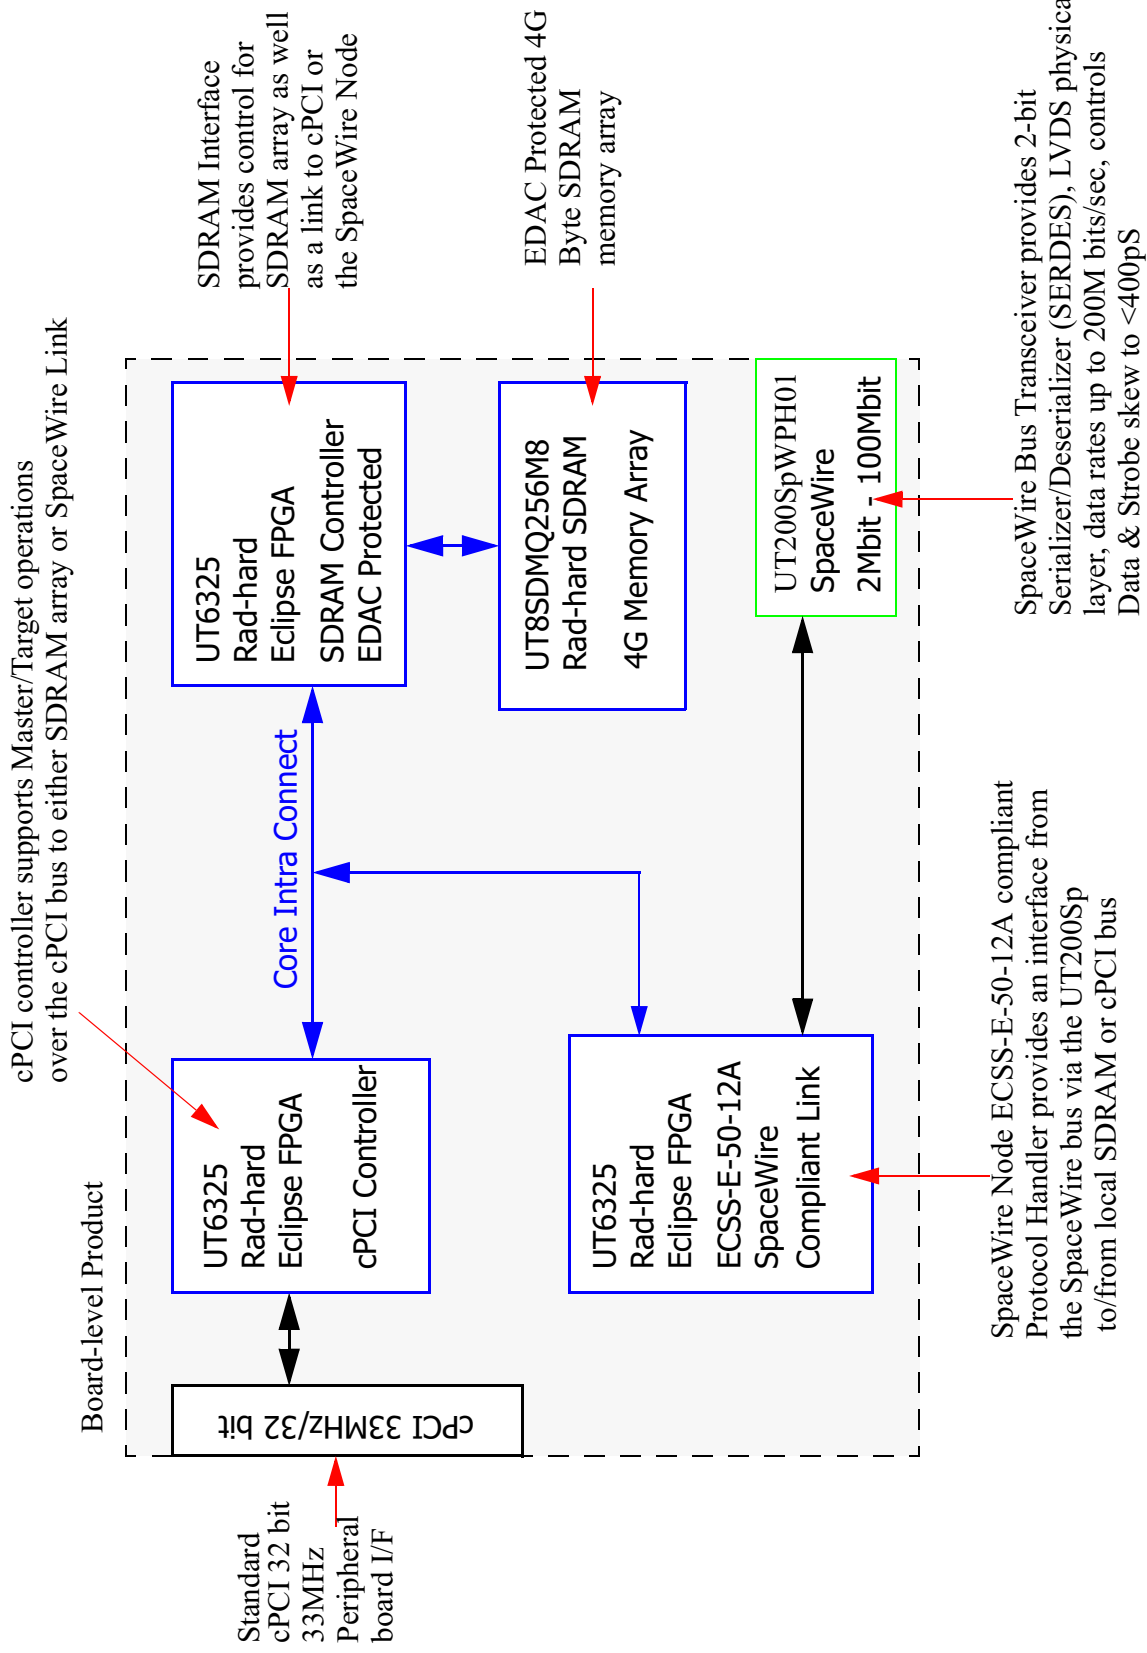 cPCI controller supports Master/Target operations
over the cPCI bus to either SDRAM array or SpaceWire Link
Board-level Product
Standard
cPCI 32 bit
33MHz
Peripheral
board I/F
cPCI 33MHz/32 bit
UT6325
Rad-hard
Eclipse FPGA
cPCI Controller
Core Intra Connect
UT6325
Rad-hard
Eclipse FPGA
SDRAM Controller
EDAC Protected
SDRAM Interface
provides control for
SDRAM array as well
as a link to cPCI or
the SpaceWire Node
UT8SDMQ256M8
Rad-hard SDRAM
4G Memory Array
EDAC Protected 4G
Byte SDRAM
memory array
UT6325
Rad-hard
Eclipse FPGA
ECSS-E-50-12A
SpaceWire
Compliant Link
UT200SpWPH01
SpaceWire
2Mbit - 100Mbit
SpaceWire Node ECSS-E-50-12A compliant
Protocol Handler provides an interface from
the SpaceWire bus via the UT200Sp
to/from local SDRAM or cPCI bus
SpaceWire Bus Transceiver provides 2-bit
Serializer/Deserializer (SERDES), LVDS physica
layer, data rates up to 200M bits/sec, controls
Data & Strobe skew to <400pS